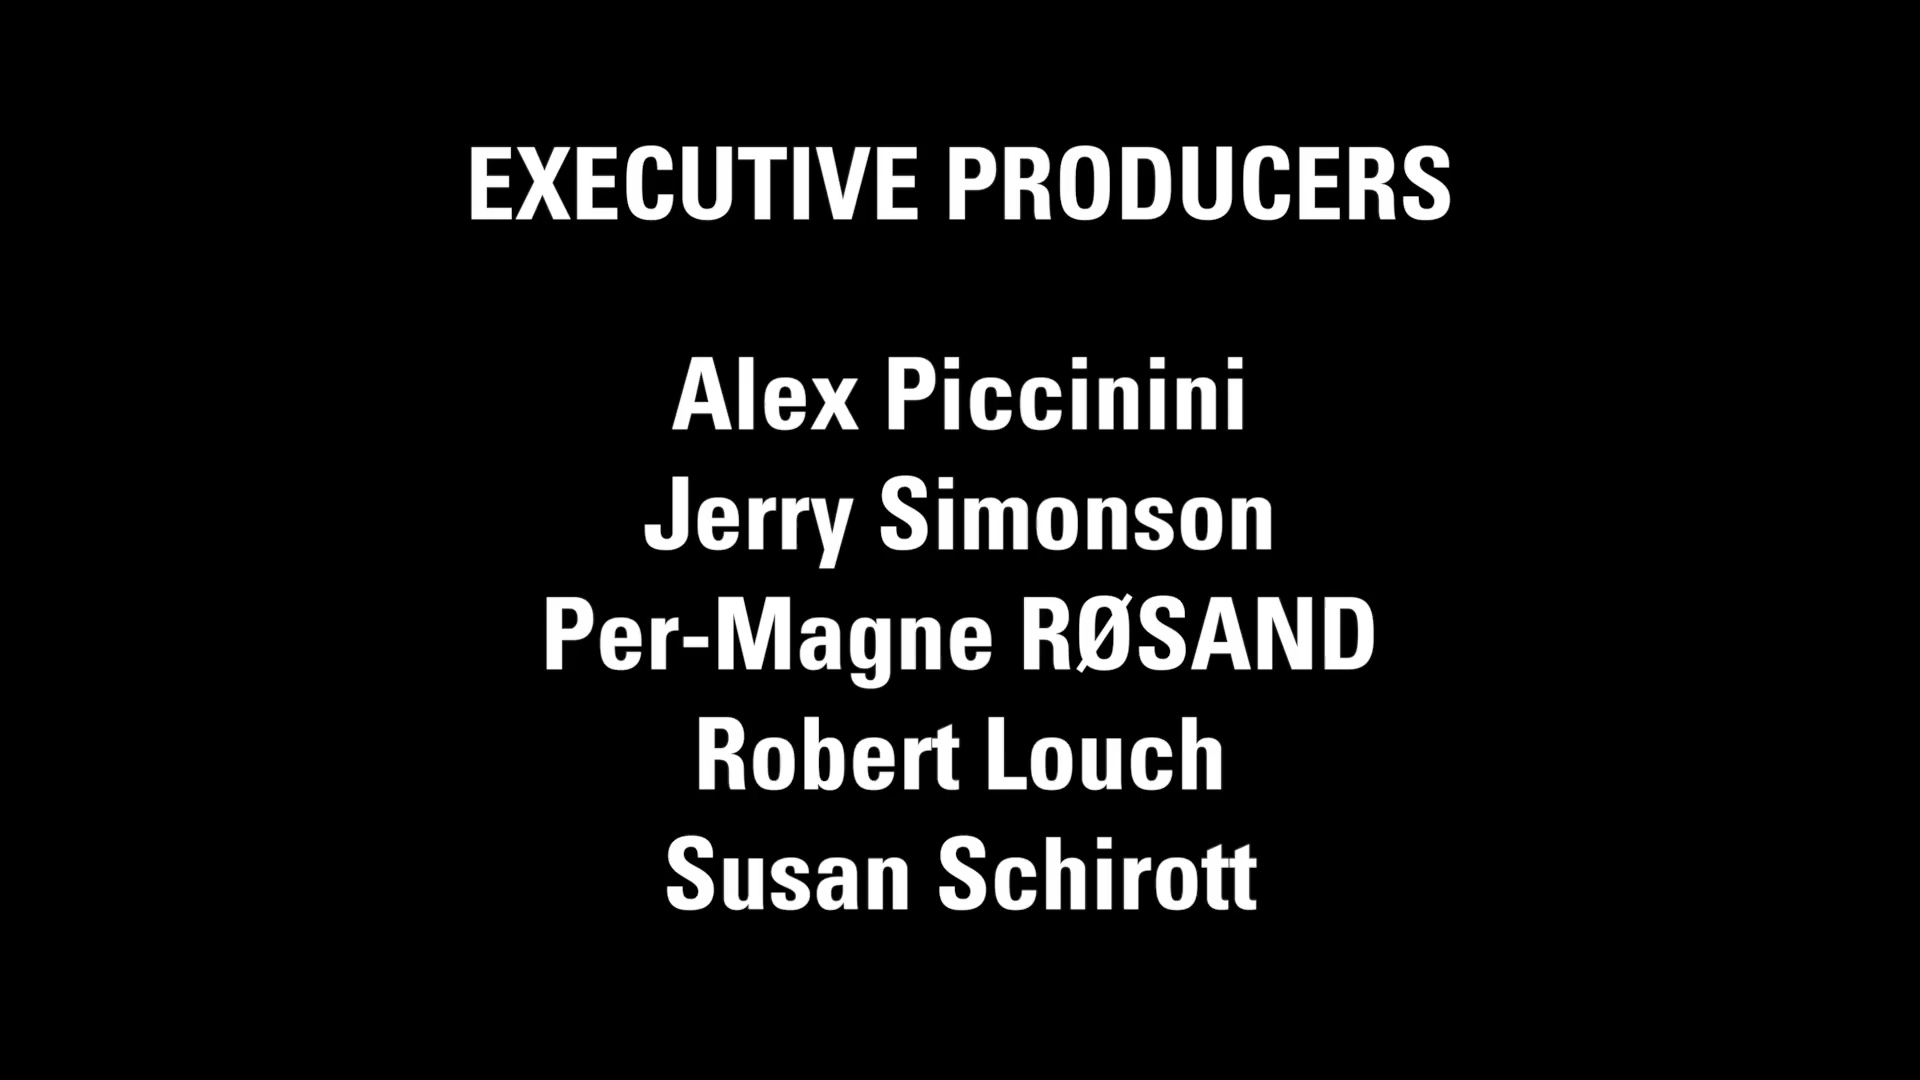 EXECUTIVE PRODUCERS
Alex Piccinini
Jerry Simonson
Per-Magne RØSAND
Robert Louch
Susan Schirott